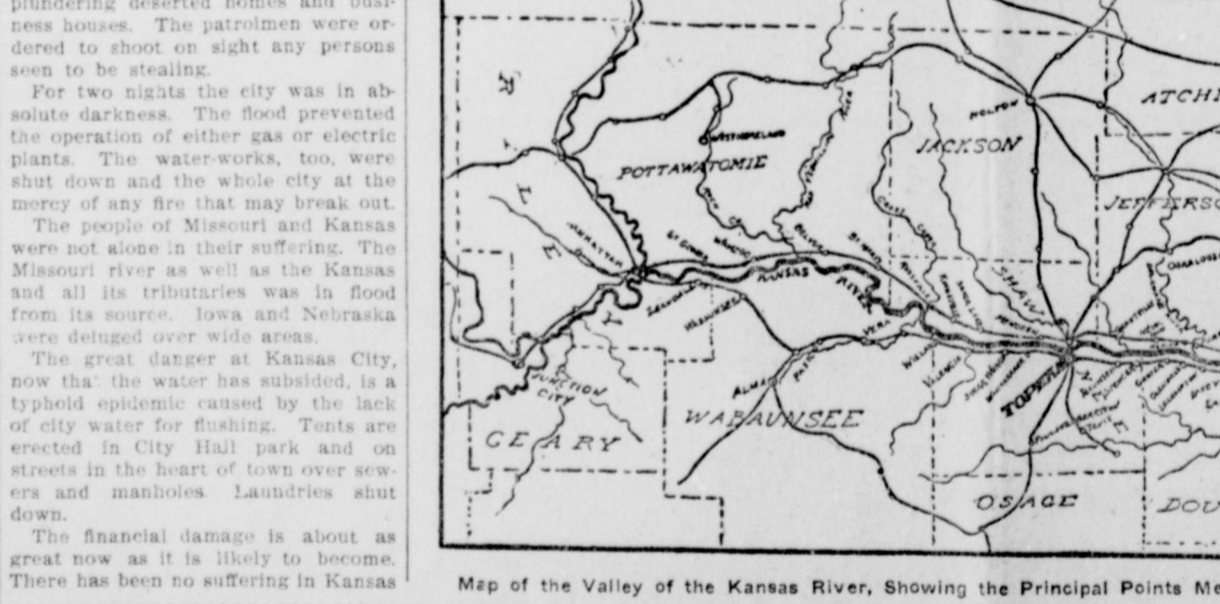 plundering deserted homes and busi-
ness houses. The patrolmen were or-
dered to shoot on sight any persons
seen to be stealing.
For two nights the city was in ab-
solute darkness. The flood prevented
the operation of either gas or electric
plants. The water-works, too, were
shut down and the whole city at the
mercy of any fire that may break out.
The people of Missouri and Kansas
were not alone in their suffering. The
Missouri river as well as the Kansas
and all its tributaries was in flood
from its source. Iowa and Nebraska
were deluged over wide areas.
The great danger at Kansas City,
now that the water has subsided, is a
typhoid epidemic caused by the lack
of city water for flushing. Tents are
erected in City Hall park and on
streets in the heart of town over sew-
ers and manholes. Laundries shut
down.
The financial damage is about as
great now as it is likely to become.
There has been no suffering in Kansas
R I L E Y
POTTAWATOMIE
WESTMORELAND
HOLTON
JACKSON
ATCHI
JEFFERSO
MANHATTAN
ST GEORGE
KANSAS
RIVER
SHAWN
VERA
ALMA
TOPEKA
JUNCTION
CITY
WABAUNSEE
GEARY
OSAGE
DOU
Map of the Valley of the Kansas River, Showing the Principal Points Me